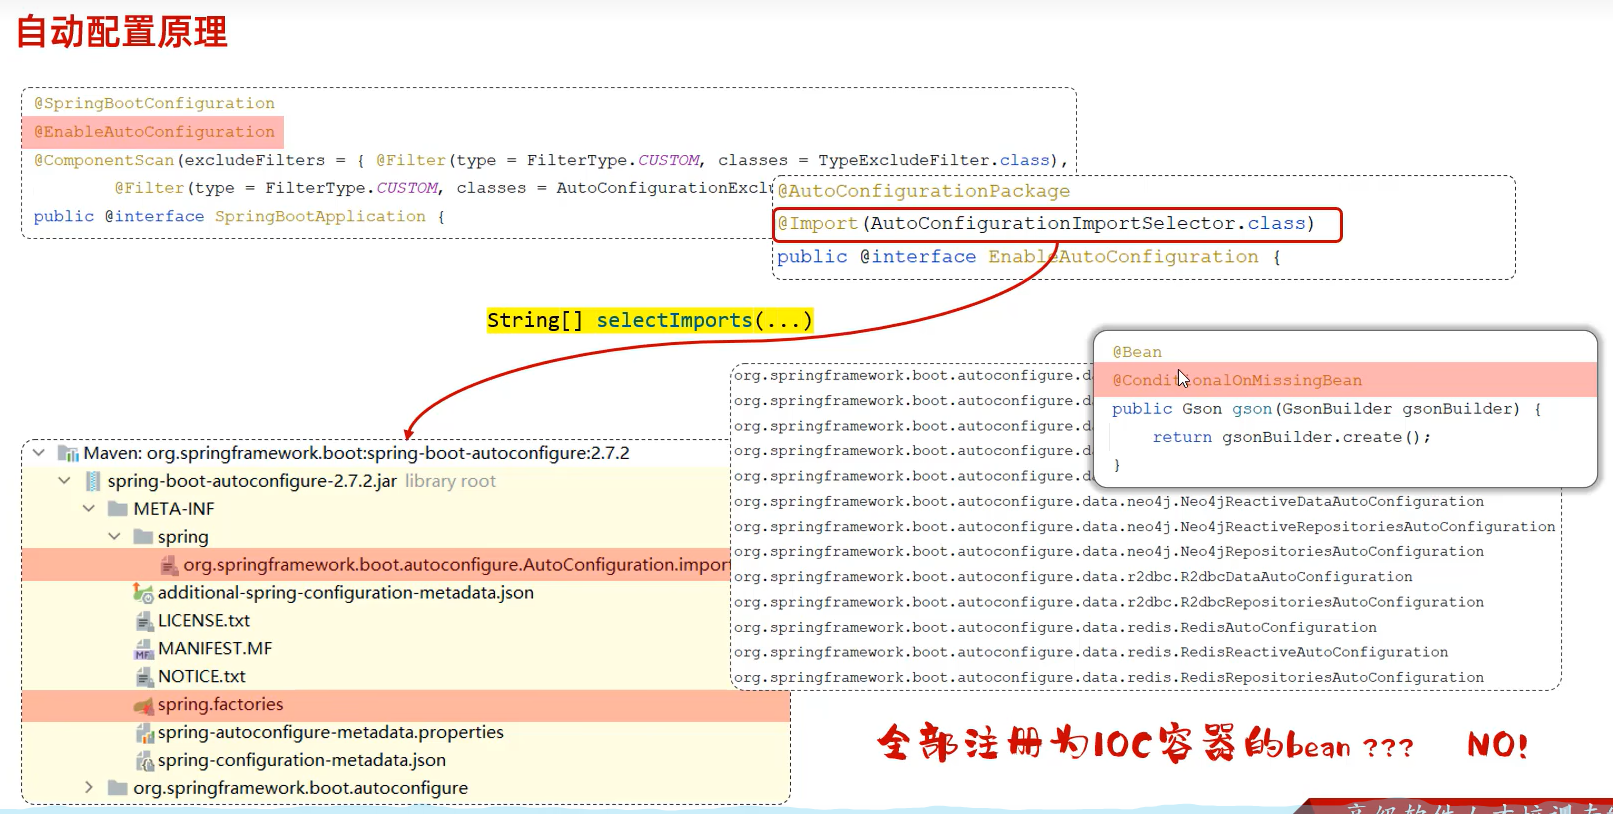 自动配置原理
@SpringBootConfiguration
@EnableAutoConfiguration
@ComponentScan(excludeFilters = { @Filter(type = FilterType.CUSTOM, classes = TypeExcludeFilter.class),
@Filter(type = FilterType.CUSTOM, classes = AutoConfigurationExcl
public @interface SpringBootApplication {
@AutoConfigurationPackage
@Import(AutoConfigurationImportSelector.class)
public @interface EnableAutoConfiguration {
String[] selectImports(...)
@Bean
@ConditionalOnMissingBean
public Gson gson(GsonBuilder gsonBuilder) {
return gsonBuilder.create();
}
org.springframework.boot.autoconfigure.da
org.springframework.boot.autoconfigure.da
org.springframework.boot.autoconfigure.da
org.springframework.boot.autoconfigure.da
org.springframework.boot.autoconfigure.da
org.springframework.boot.autoconfigure.data.neo4j.Neo4jReactiveDataAutoConfiguration
org.springframework.boot.autoconfigure.data.neo4j.Neo4jReactiveRepositoriesAutoConfiguration
org.springframework.boot.autoconfigure.data.neo4j.Neo4jRepositoriesAutoConfiguration
org.springframework.boot.autoconfigure.data.r2dbc.R2dbcDataAutoConfiguration
org.springframework.boot.autoconfigure.data.r2dbc.R2dbcRepositoriesAutoConfiguration
org.springframework.boot.autoconfigure.data.redis.RedisAutoConfiguration
org.springframework.boot.autoconfigure.data.redis.RedisReactiveAutoConfiguration
org.springframework.boot.autoconfigure.data.redis.RedisRepositoriesAutoConfiguration
Maven: org.springframework.boot:spring-boot-autoconfigure:2.7.2
spring-boot-autoconfigure-2.7.2.jar library root
META-INF
spring
org.springframework.boot.autoconfigure.AutoConfiguration.import
additional-spring-configuration-metadata.json
LICENSE.txt
MANIFEST.MF
NOTICE.txt
spring.factories
spring-autoconfigure-metadata.properties
spring-configuration-metadata.json
org.springframework.boot.autoconfigure
全部注册为IOC容器的bean ??? NO!